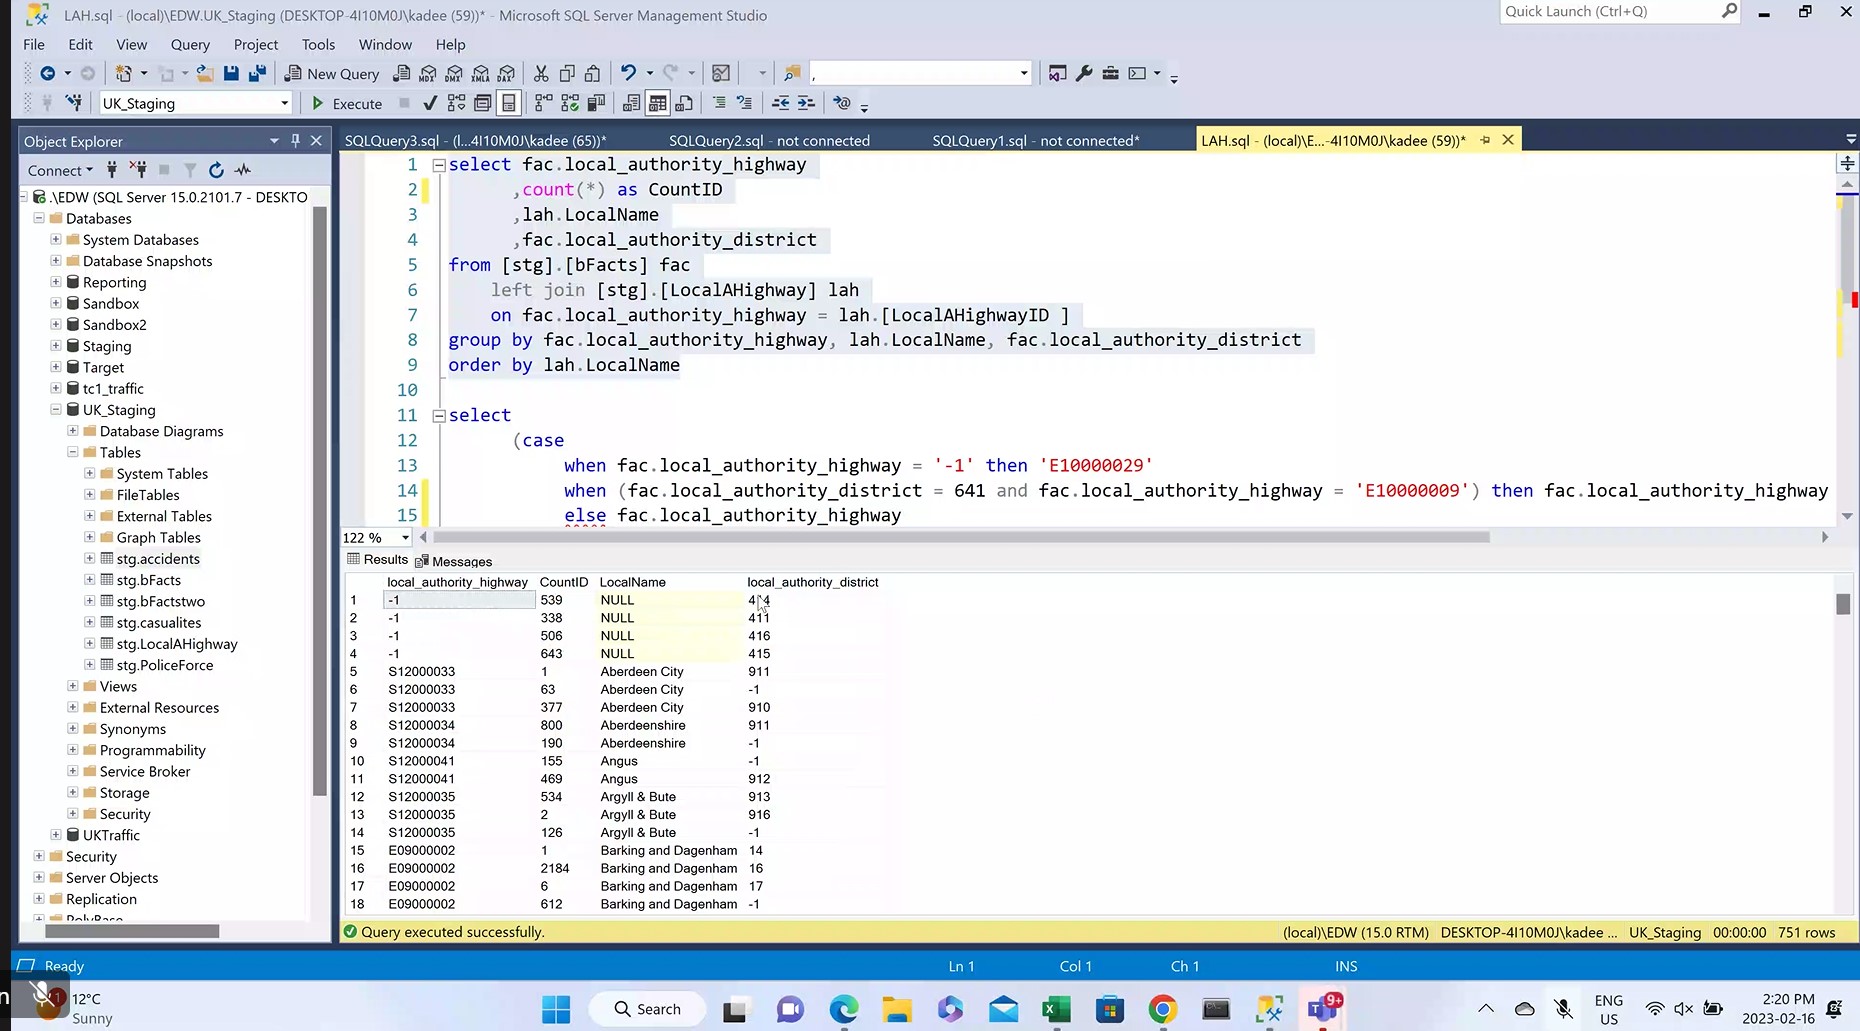 LAH.sql - (local)\EDW.UK_Staging (DESKTOP-4I10M0J\kadee (59))* - Microsoft SQL Server Management Studio
Quick Launch (Ctrl+Q)
File Edit View Query Project Tools Window Help
New Query
,
UK_Staging
Execute
Object Explorer
SQLQuery3.sql - (l...4I10M0J\kadee (65))*
SQLQuery2.sql - not connected
SQLQuery1.sql - not connected*
LAH.sql - (local)\E...-4I10M0J\kadee (59))*
Connect
.\EDW (SQL Server 15.0.2101.7 - DESKTO
Databases
System Databases
Database Snapshots
Reporting
Sandbox
Sandbox2
Staging
Target
tc1_traffic
UK_Staging
Database Diagrams
Tables
System Tables
FileTables
External Tables
Graph Tables
stg.accidents
stg.bFacts
stg.bFactstwo
stg.casualites
stg.LocalAHighway
stg.PoliceForce
Views
External Resources
Synonyms
Programmability
Service Broker
Storage
Security
UKTraffic
Security
Server Objects
Replication
PolyBase
1 select fac.local_authority_highway
2 ,count(*) as CountID
3 ,lah.LocalName
4 ,fac.local_authority_district
5 from [stg].[bFacts] fac
6 left join [stg].[LocalAHighway] lah
7 on fac.local_authority_highway = lah.[LocalAHighwayID ]
8 group by fac.local_authority_highway, lah.LocalName, fac.local_authority_district
9 order by lah.LocalName
10
11 select
12 (case
13 when fac.local_authority_highway = '-1' then 'E10000029'
14 when (fac.local_authority_district = 641 and fac.local_authority_highway = 'E10000009') then fac.local_authority_highway
15 else fac.local_authority_highway
122 %
Results Messages
local_authority_highway CountID LocalName local_authority_district
1 -1 539 NULL
2 -1 338 NULL 411
3 -1 506 NULL 416
4 -1 643 NULL 415
5 S12000033 1 Aberdeen City 911
6 S12000033 63 Aberdeen City -1
7 S12000033 377 Aberdeen City 910
8 S12000034 800 Aberdeenshire 911
9 S12000034 190 Aberdeenshire -1
10 S12000041 155 Angus -1
11 S12000041 469 Angus 912
12 S12000035 534 Argyll & Bute 913
13 S12000035 2 Argyll & Bute 916
14 S12000035 126 Argyll & Bute -1
15 E09000002 1 Barking and Dagenham 14
16 E09000002 2184 Barking and Dagenham 16
17 E09000002 6 Barking and Dagenham 17
18 E09000002 612 Barking and Dagenham -1
Query executed successfully.
(local)\EDW (15.0 RTM) DESKTOP-4I10M0J\kadee ... UK_Staging 00:00:00 751 rows
Ready
Ln 1 Col 1 Ch 1 INS
n
1
12°C
Sunny
Search
9+
ENG
US
2:20 PM
2023-02-16